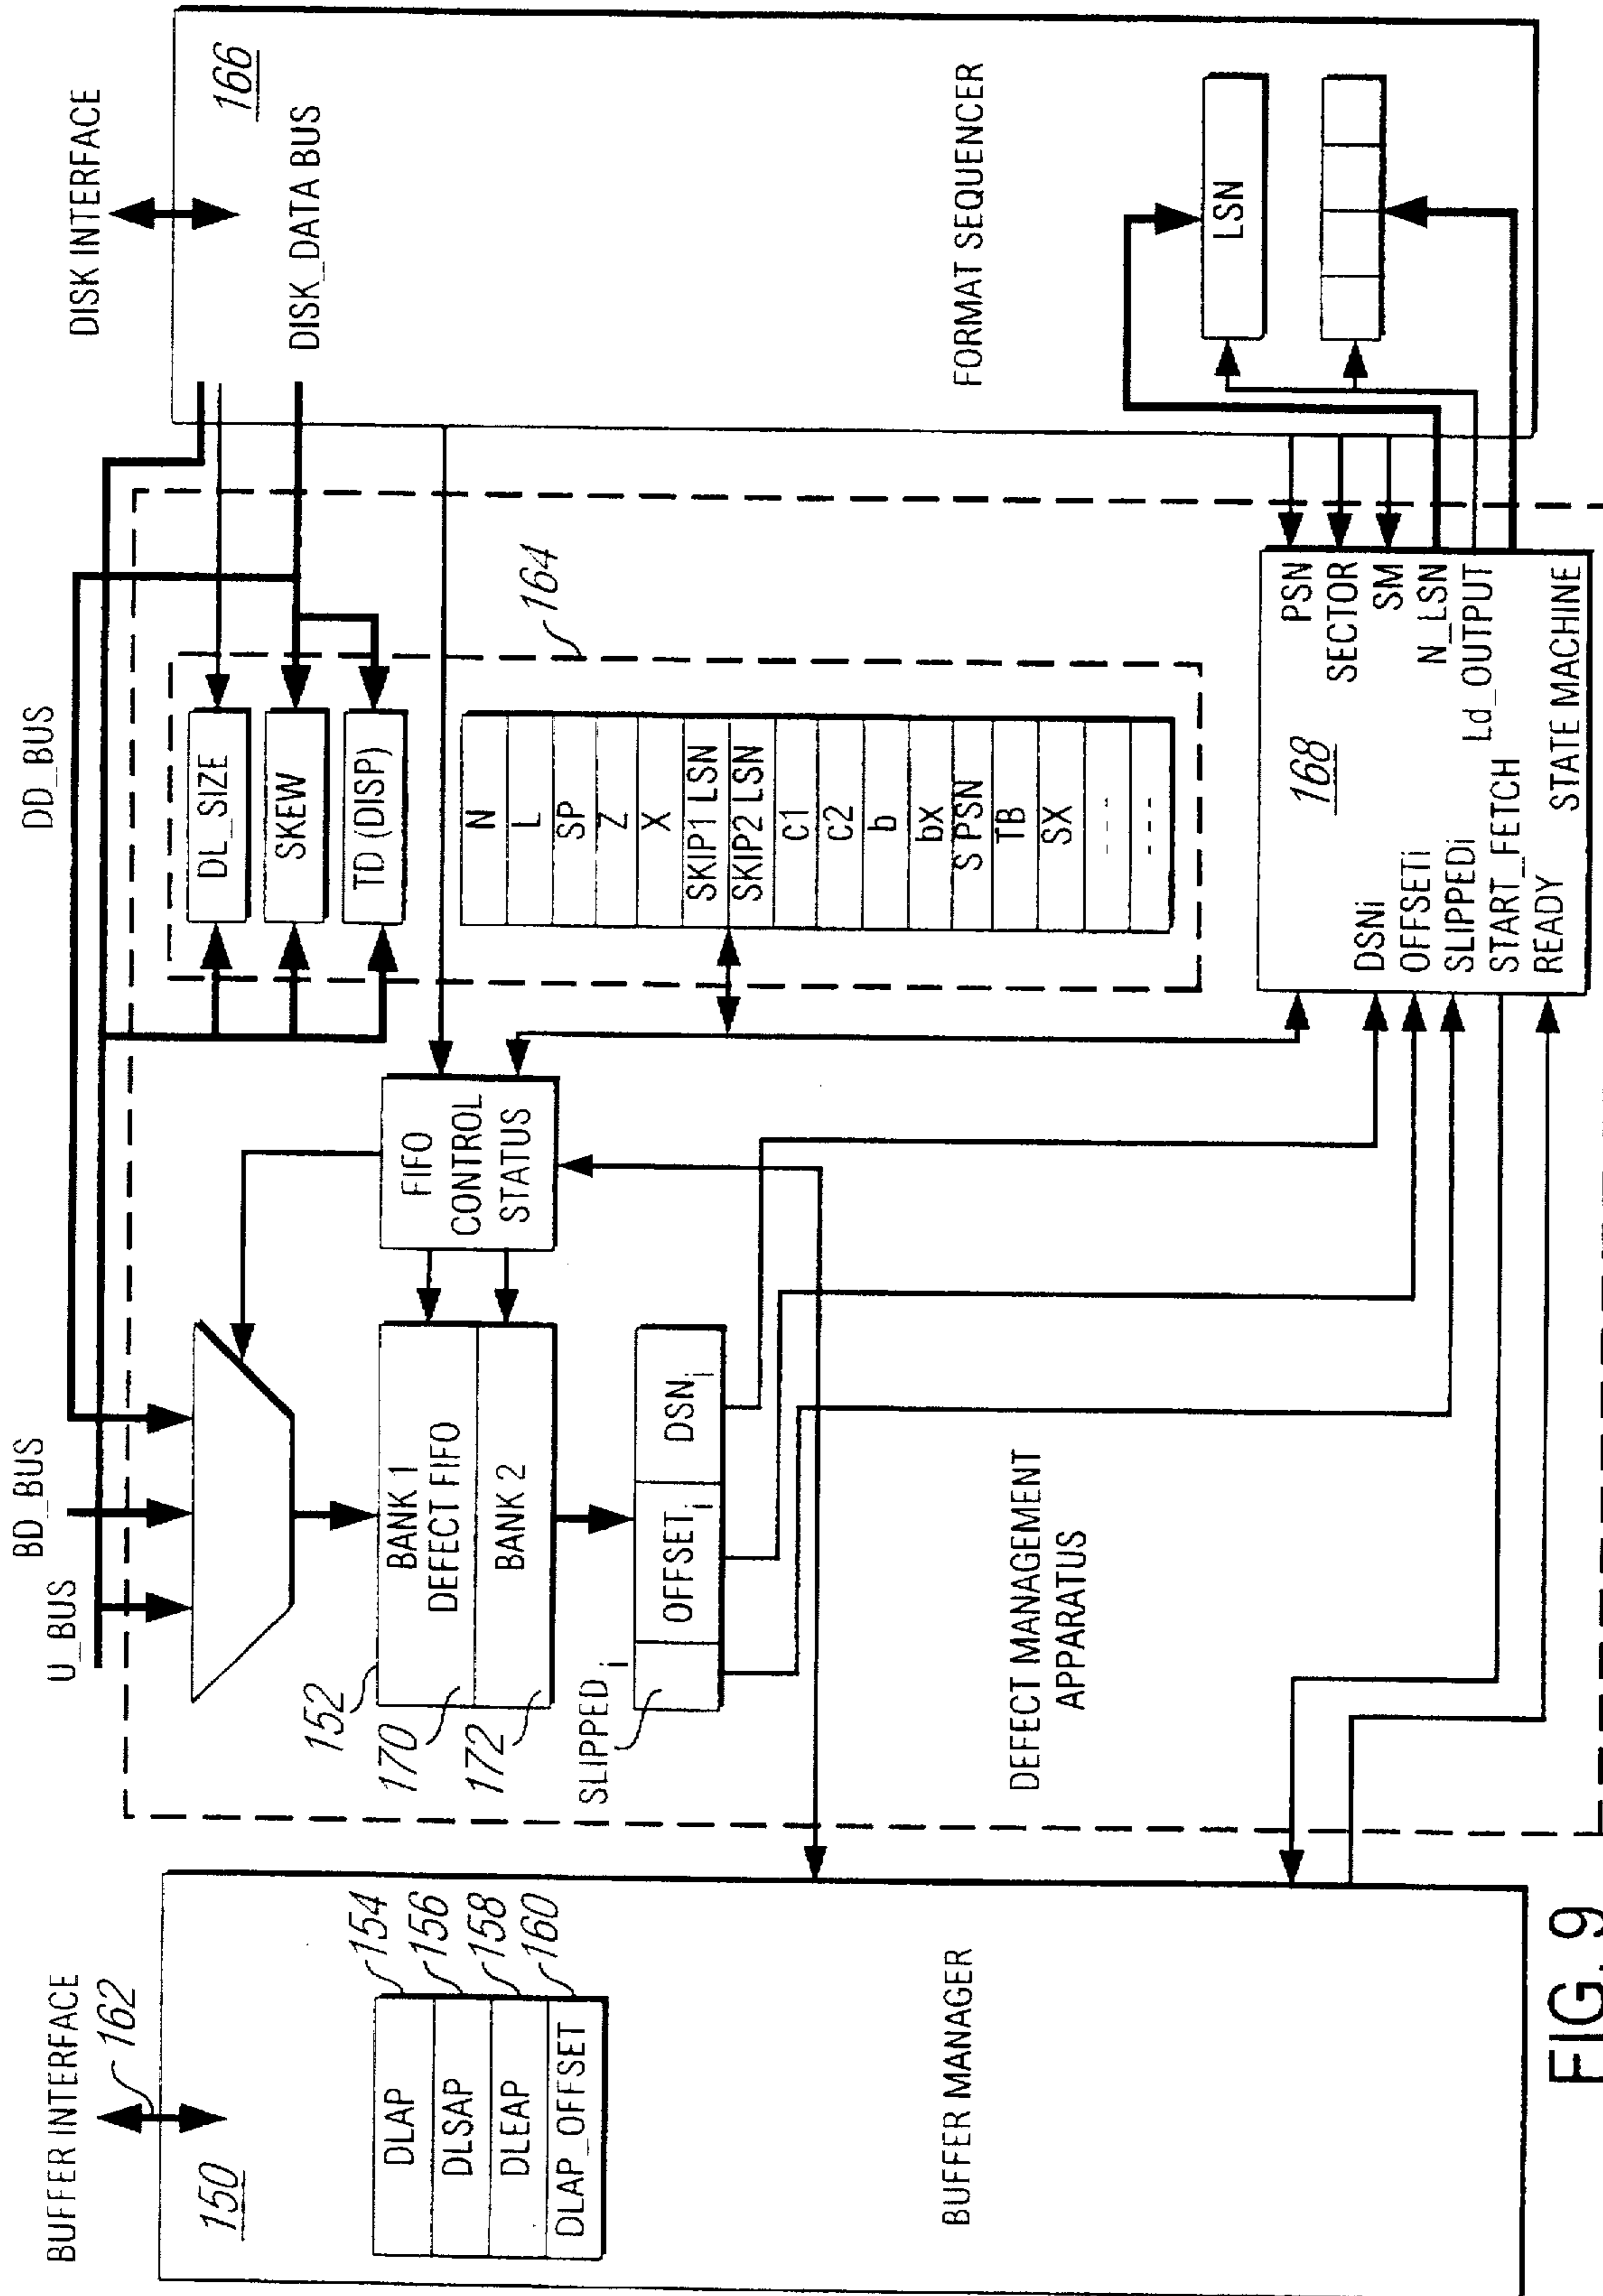 BUFFER INTERFACE
162
150
154
DLAP
156
DLSAP
158
DLEAP
160
DLAP_OFFSET
BUFFER MANAGER
FIG. 9
U_BUS
BD_BUS
DD_BUS
152
170
172
BANK 1
DEFECT FIFO
BANK 2
SLIPPED i
OFFSET i
DSN i
FIFO
CONTROL
STATUS
DEFECT MANAGEMENT
APPARATUS
DL_SIZE
SKEW
TD (DISP)
164
N
L
SP
Z
X
SKIP1 LSN
SKIP2 LSN
C1
C2
b
bX
S PSN
TB
SX
----
----
168
DSNi
OFFSETi
SLIPPEDi
START_FETCH
READY
PSN
SECTOR
SM
N_LSN
Ld_OUTPUT
STATE MACHINE
DISK INTERFACE
166
DISK_DATA BUS
FORMAT SEQUENCER
LSN